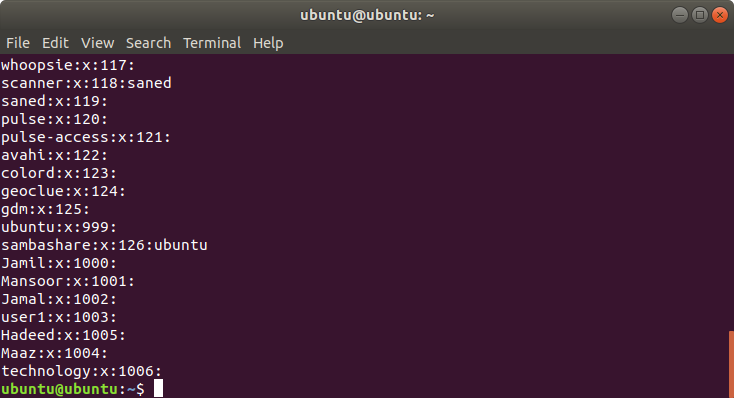 ubuntu@ubuntu: ~
File Edit View Search Terminal Help
whoopsie:x:117:
scanner:x:118:saned
saned:x:119:
pulse:x:120:
pulse-access:x:121:
avahi:x:122:
colord:x:123:
geoclue:x:124:
gdm:x:125:
ubuntu:x:999:
sambashare:x:126:ubuntu
Jamil:x:1000:
Mansoor:x:1001:
Jamal:x:1002:
user1:x:1003:
Hadeed:x:1005:
Maaz:x:1004:
technology:x:1006:
ubuntu@ubuntu:~$